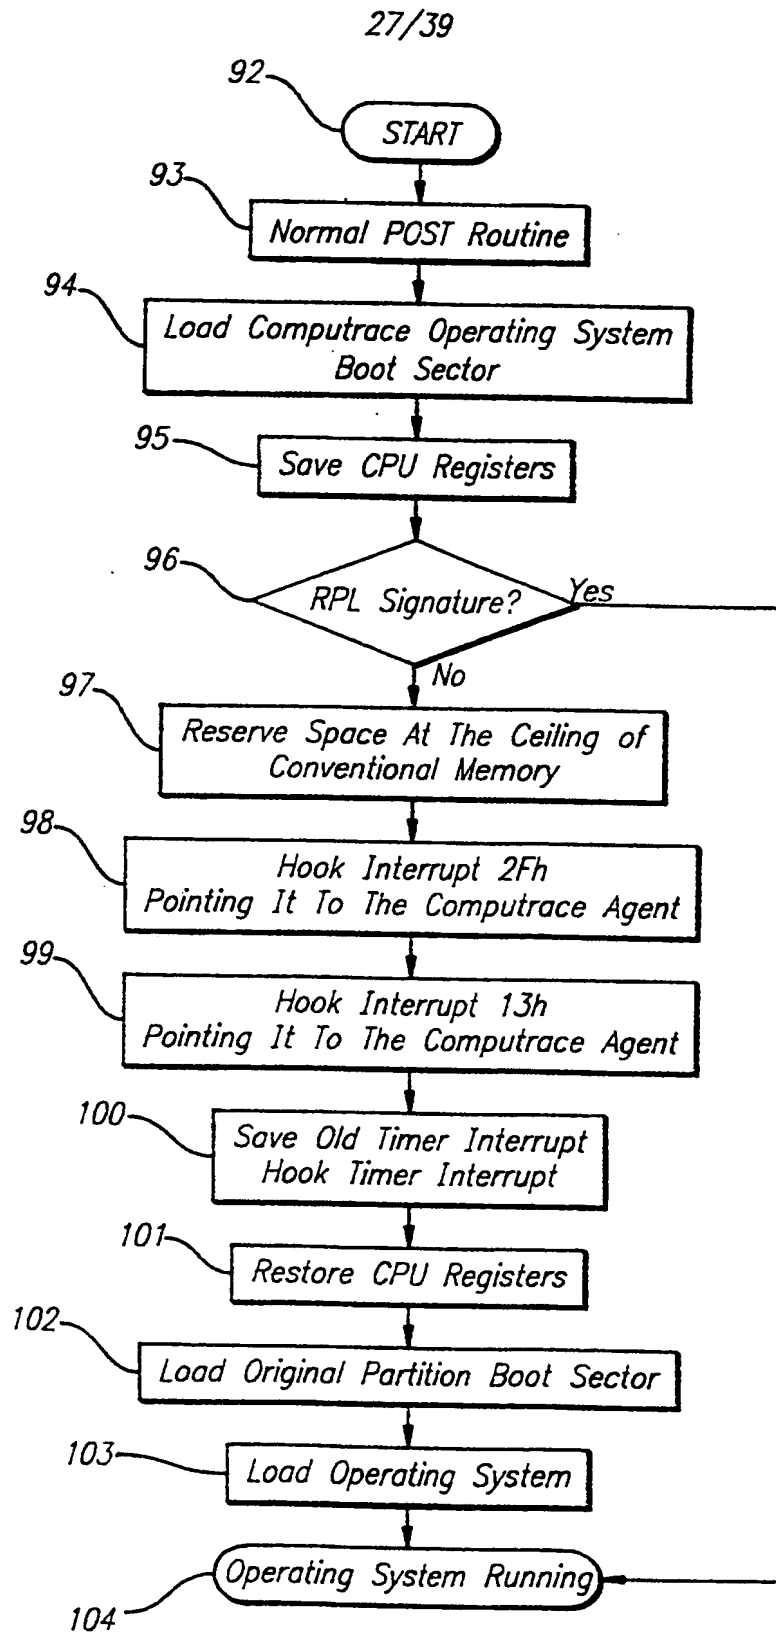 27/39
92
START
93
Normal POST Routine
94
Load Computrace Operating System
Boot Sector
95
Save CPU Registers
96
RPL Signature?
Yes
No
97
Reserve Space At The Ceiling of
Conventional Memory
98
Hook Interrupt 2Fh
Pointing It To The Computrace Agent
99
Hook Interrupt 13h
Pointing It To The Computrace Agent
100
Save Old Timer Interrupt
Hook Timer Interrupt
101
Restore CPU Registers
102
Load Original Partition Boot Sector
103
Load Operating System
Operating System Running
104